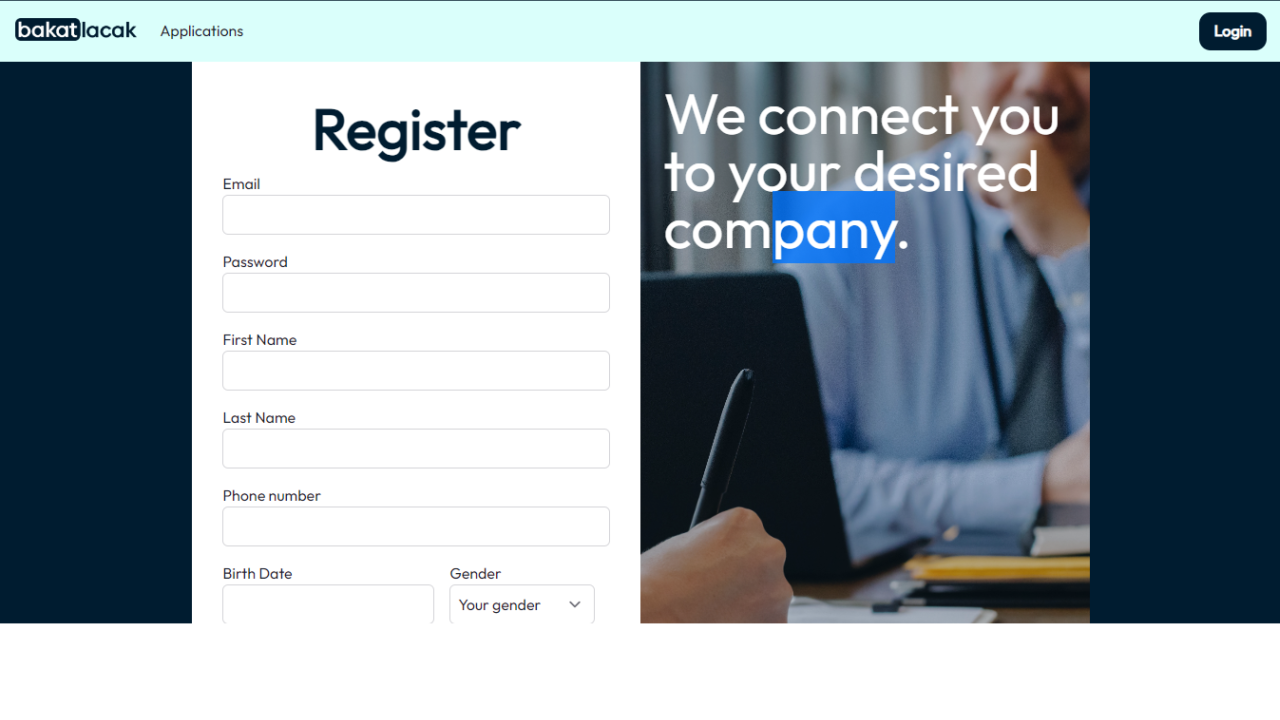 bakatlacak
Applications
Login
Register
Email
Password
First Name
Last Name
Phone number
Birth Date
Gender
Your gender
We connect you
to your desired
company.